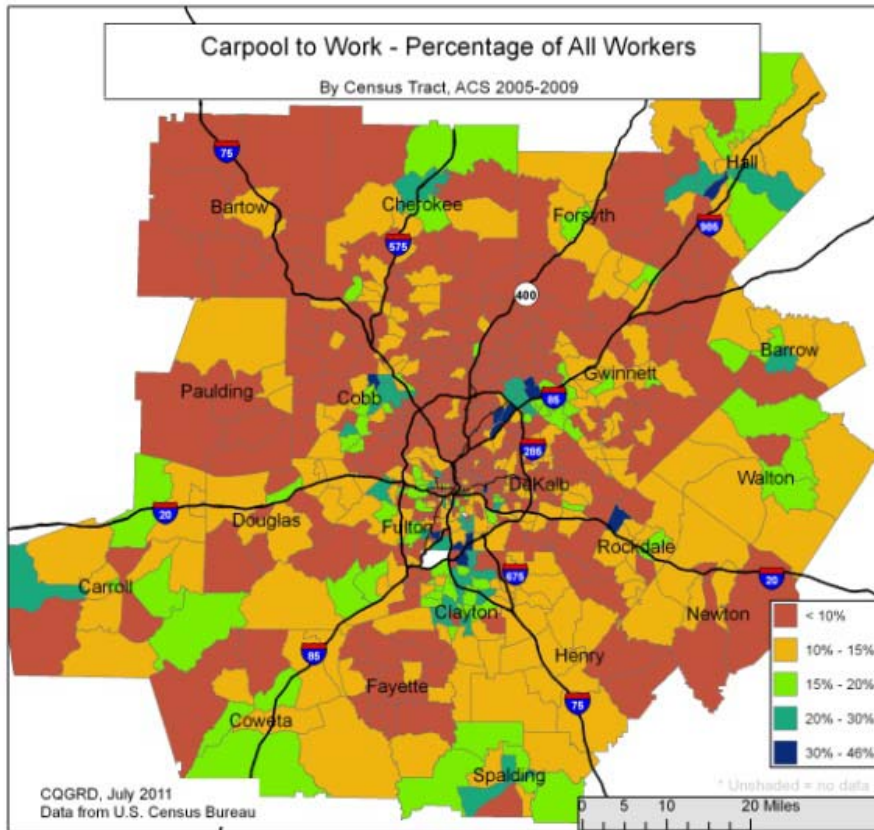 Carpool to Work - Percentage of All Workers
By Census Tract, ACS 2005-2009
75
Hall
Bartow
Cherokee
Forsyth
985
575
400
Barrow
Gwinnett
Paulding
Cobb
85
285
DeKalb
Walton
20
Douglas
Fulton
Rockdale
Carroll
675
20
Clayton
Newton
< 10%
10% - 15%
15% - 20%
20% - 30%
30% - 46%
85
Henry
Fayette
75
Coweta
Spalding
* Unshaded = no data
CQGRD, July 2011
Data from U.S. Census Bureau
0 5 10 20 Miles